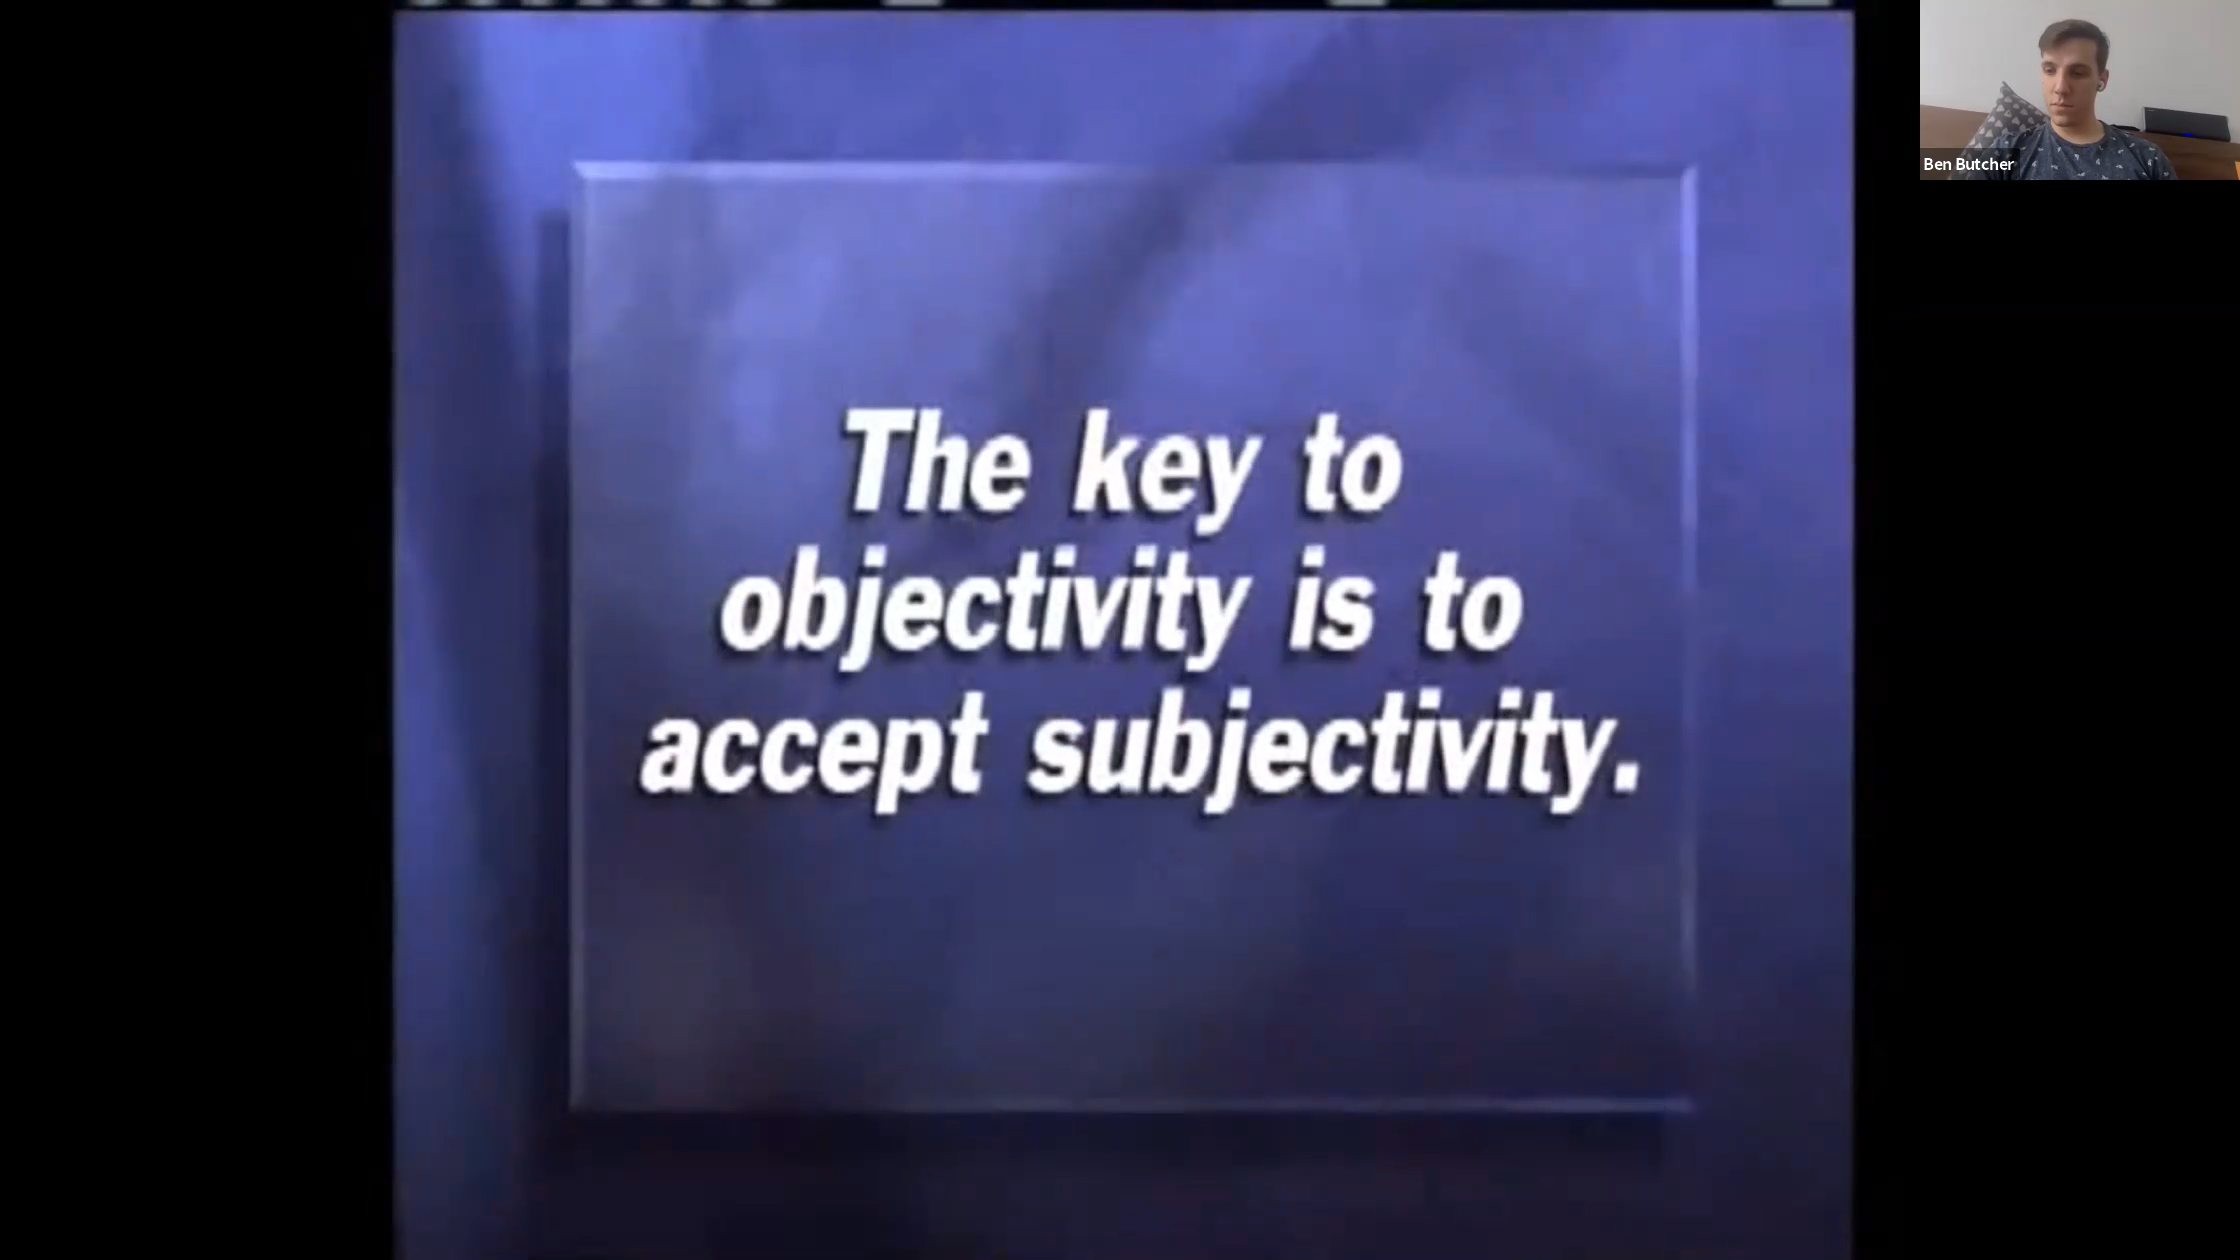 The key to
objectivity is to
accept subjectivity.
Ben Butcher